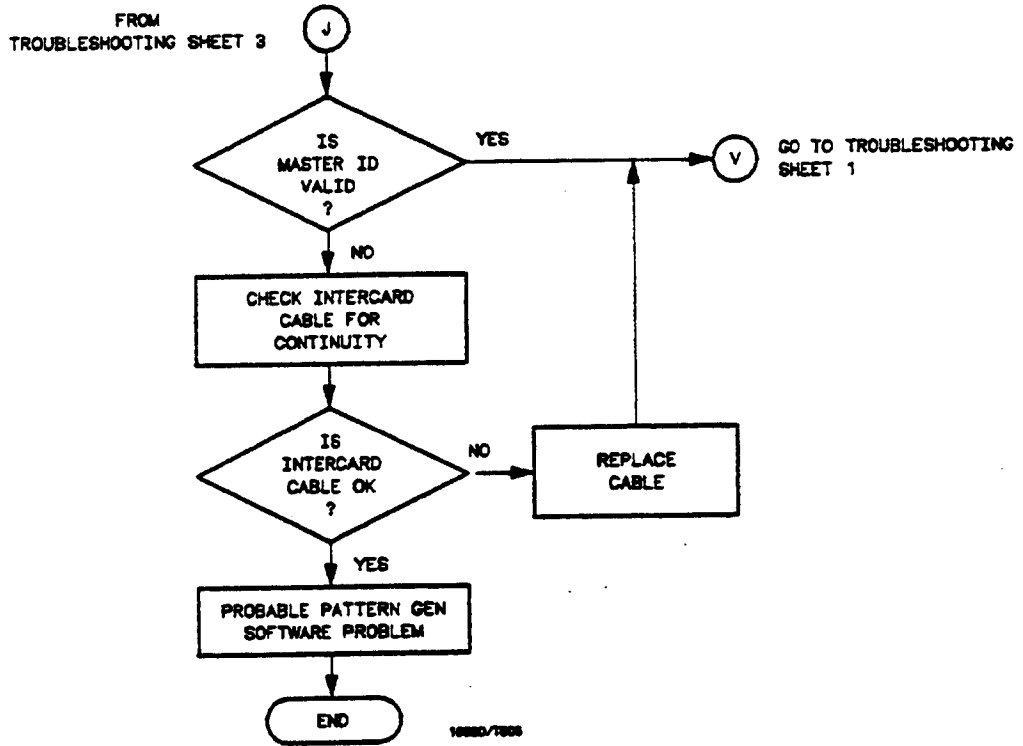 FROM
TROUBLESHOOTING SHEET 3
J
IS
MASTER ID
VALID
?
YES
V
GO TO TROUBLESHOOTING
SHEET 1
NO
CHECK INTERCARD
CABLE FOR
CONTINUITY
IS
INTERCARD
CABLE OK
?
NO
REPLACE
CABLE
YES
PROBABLE PATTERN GEN
SOFTWARE PROBLEM
END